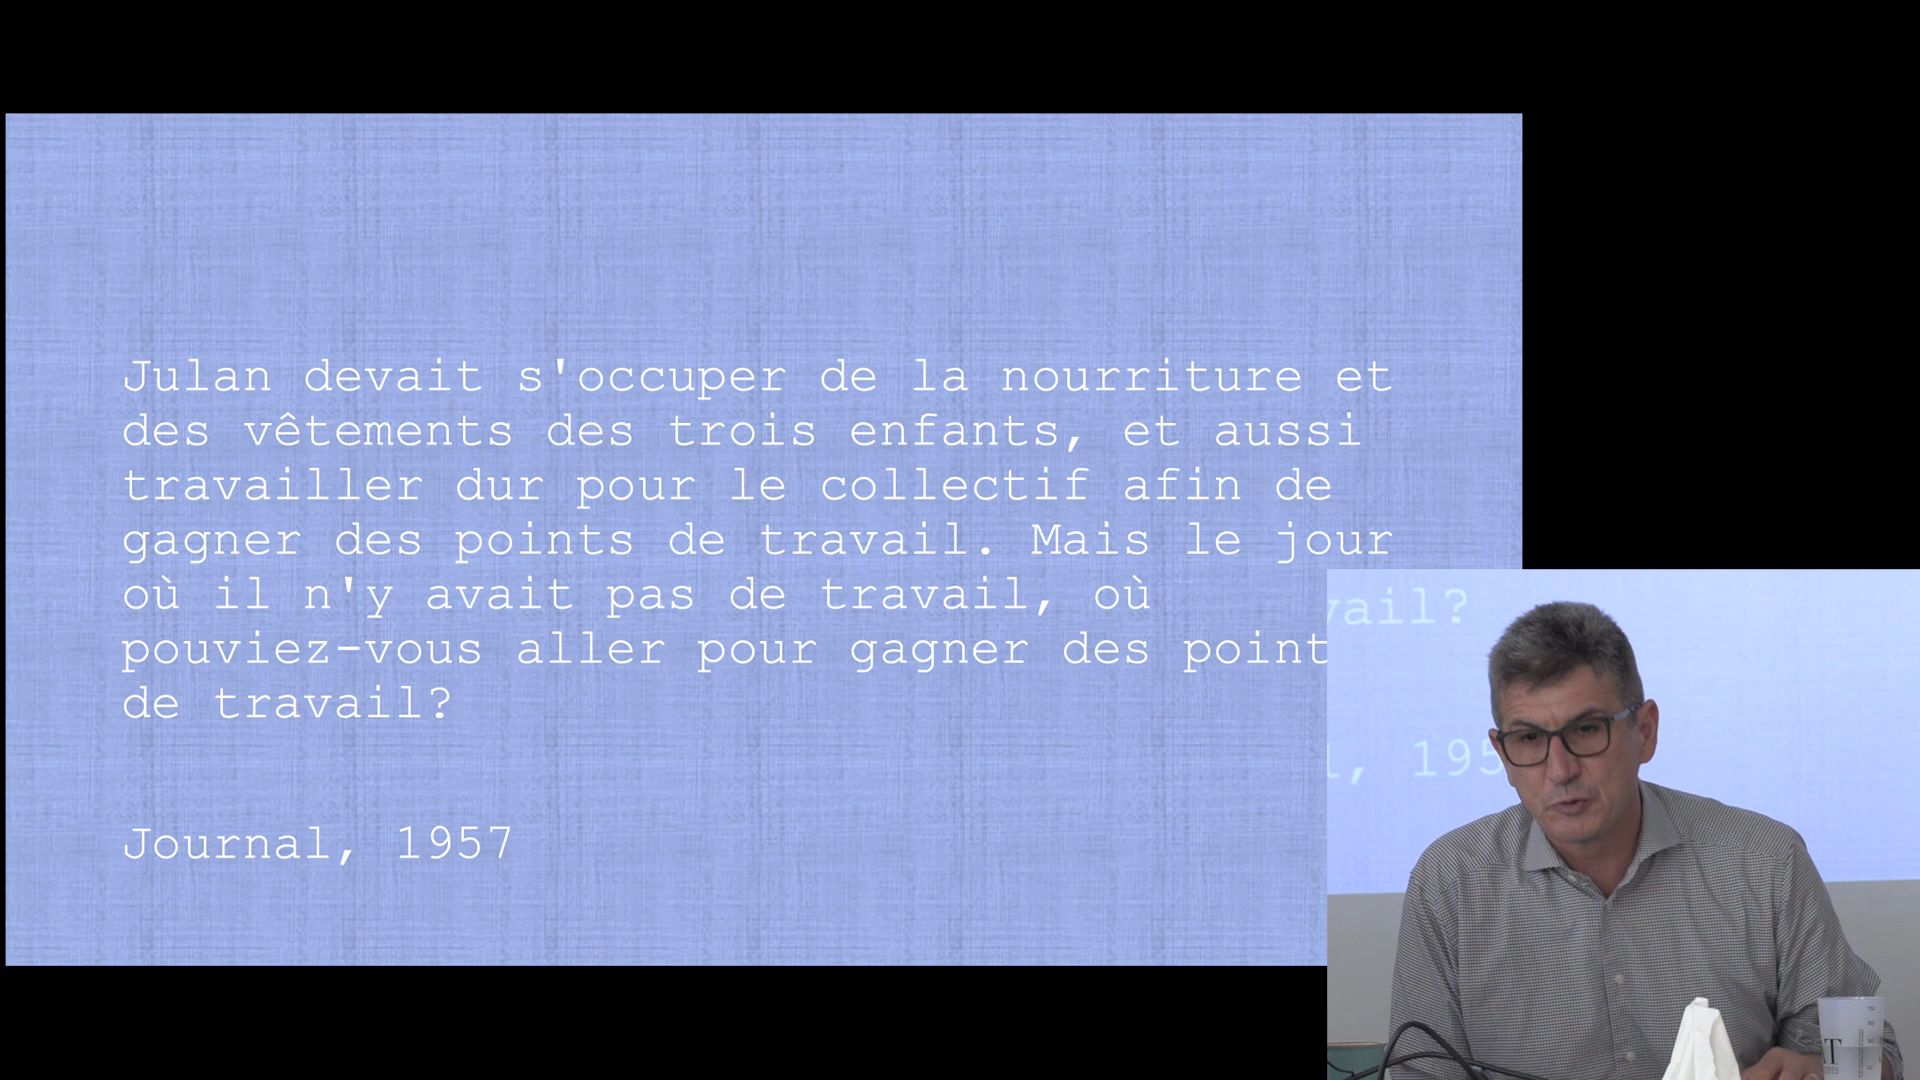 Julan devait s'occuper de la nourriture et
des vêtements des trois enfants, et aussi
travailler dur pour le collectif afin de
gagner des points de travail. Mais le jour
où il n'y avait pas de travail, où
pouviez-vous aller pour gagner des point
de travail?
Journal, 1957
vail?
l, 195